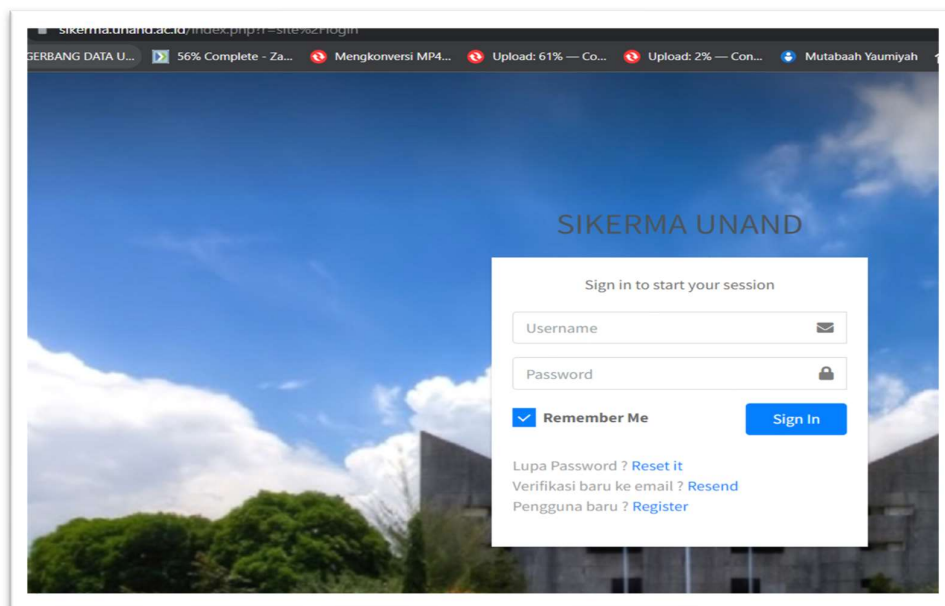 sikerma.unand.ac.id/index.php?r=site%2Flogin
GERBANG DATA U... 56% Complete - Za... Mengkonversi MP4... Upload: 61% — Co... Upload: 2% — Con... Mutabaah Yaumiyah
SIKERMA UNAND
Sign in to start your session
Username
Password
Remember Me
Sign In
Lupa Password ? Reset it
Verifikasi baru ke email ? Resend
Pengguna baru ? Register